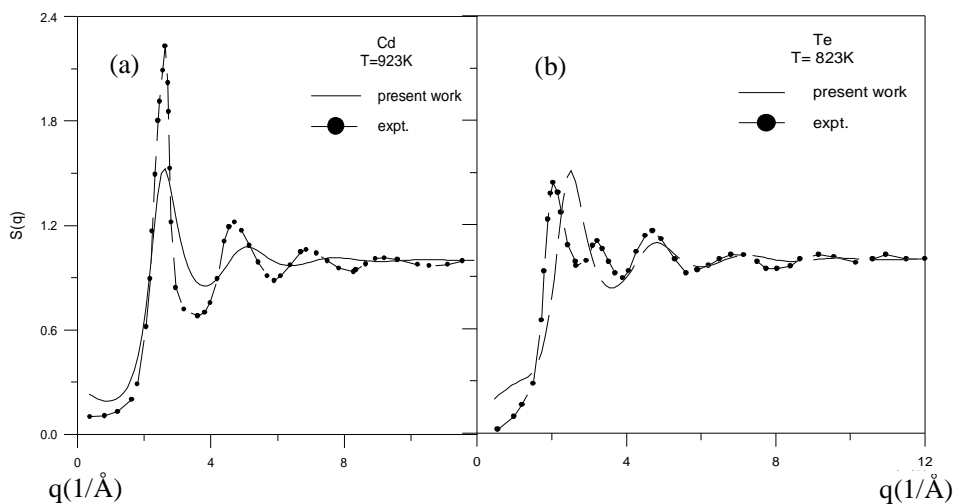 2.4
1.8
1.2
0.6
0.0
S(q)
(a)
Cd
T=923K
present work
expt.
0
4
8
q(1/Å)
(b)
Te
T= 823K
present work
expt.
0
4
8
12
q(1/Å)